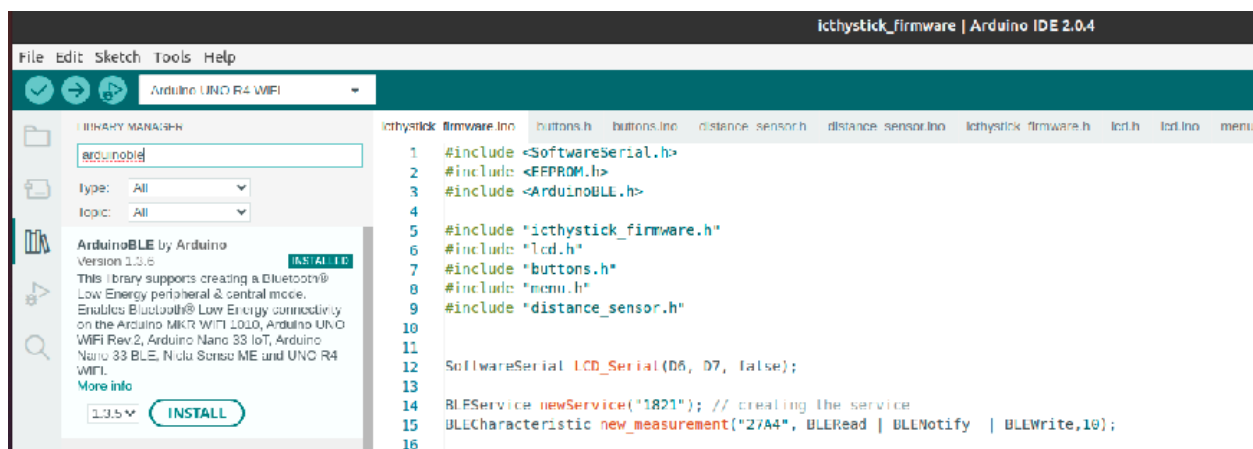 icthystick_firmware | Arduino IDE 2.0.4
File Edit Sketch Tools Help
Arduino UNO R4 WiFi
LIBRARY MANAGER
arduinoble
Type: All
Topic: All
ArduinoBLE by Arduino
Version 1.3.6 INSTALLED
This library supports creating a Bluetooth®
Low Energy peripheral & central mode.
Enables Bluetooth® Low Energy connectivity
on the Arduino MKR WiFi 1010, Arduino UNO
WiFi Rev.2, Arduino Nano 33 IoT, Arduino
Nano 33 BLE, Nicla Sense ME and UNO R4
WiFi.
More info
1.3.5 INSTALL
icthystick_firmware.ino buttons.h buttons.ino distance_sensor.h distance_sensor.ino icthystick_firmware.h lcd.h lcd.ino menu
1 #include <SoftwareSerial.h>
2 #include <EEPROM.h>
3 #include <ArduinoBLE.h>
4
5 #include "icthystick_firmware.h"
6 #include "lcd.h"
7 #include "buttons.h"
8 #include "menu.h"
9 #include "distance_sensor.h"
10
11
12 SoftwareSerial LCD_Serial(D6, D7, false);
13
14 BLEService newService("1821"); // creating the service
15 BLECharacteristic new_measurement("27A4", BLERead | BLENotify | BLEWrite,10);
16